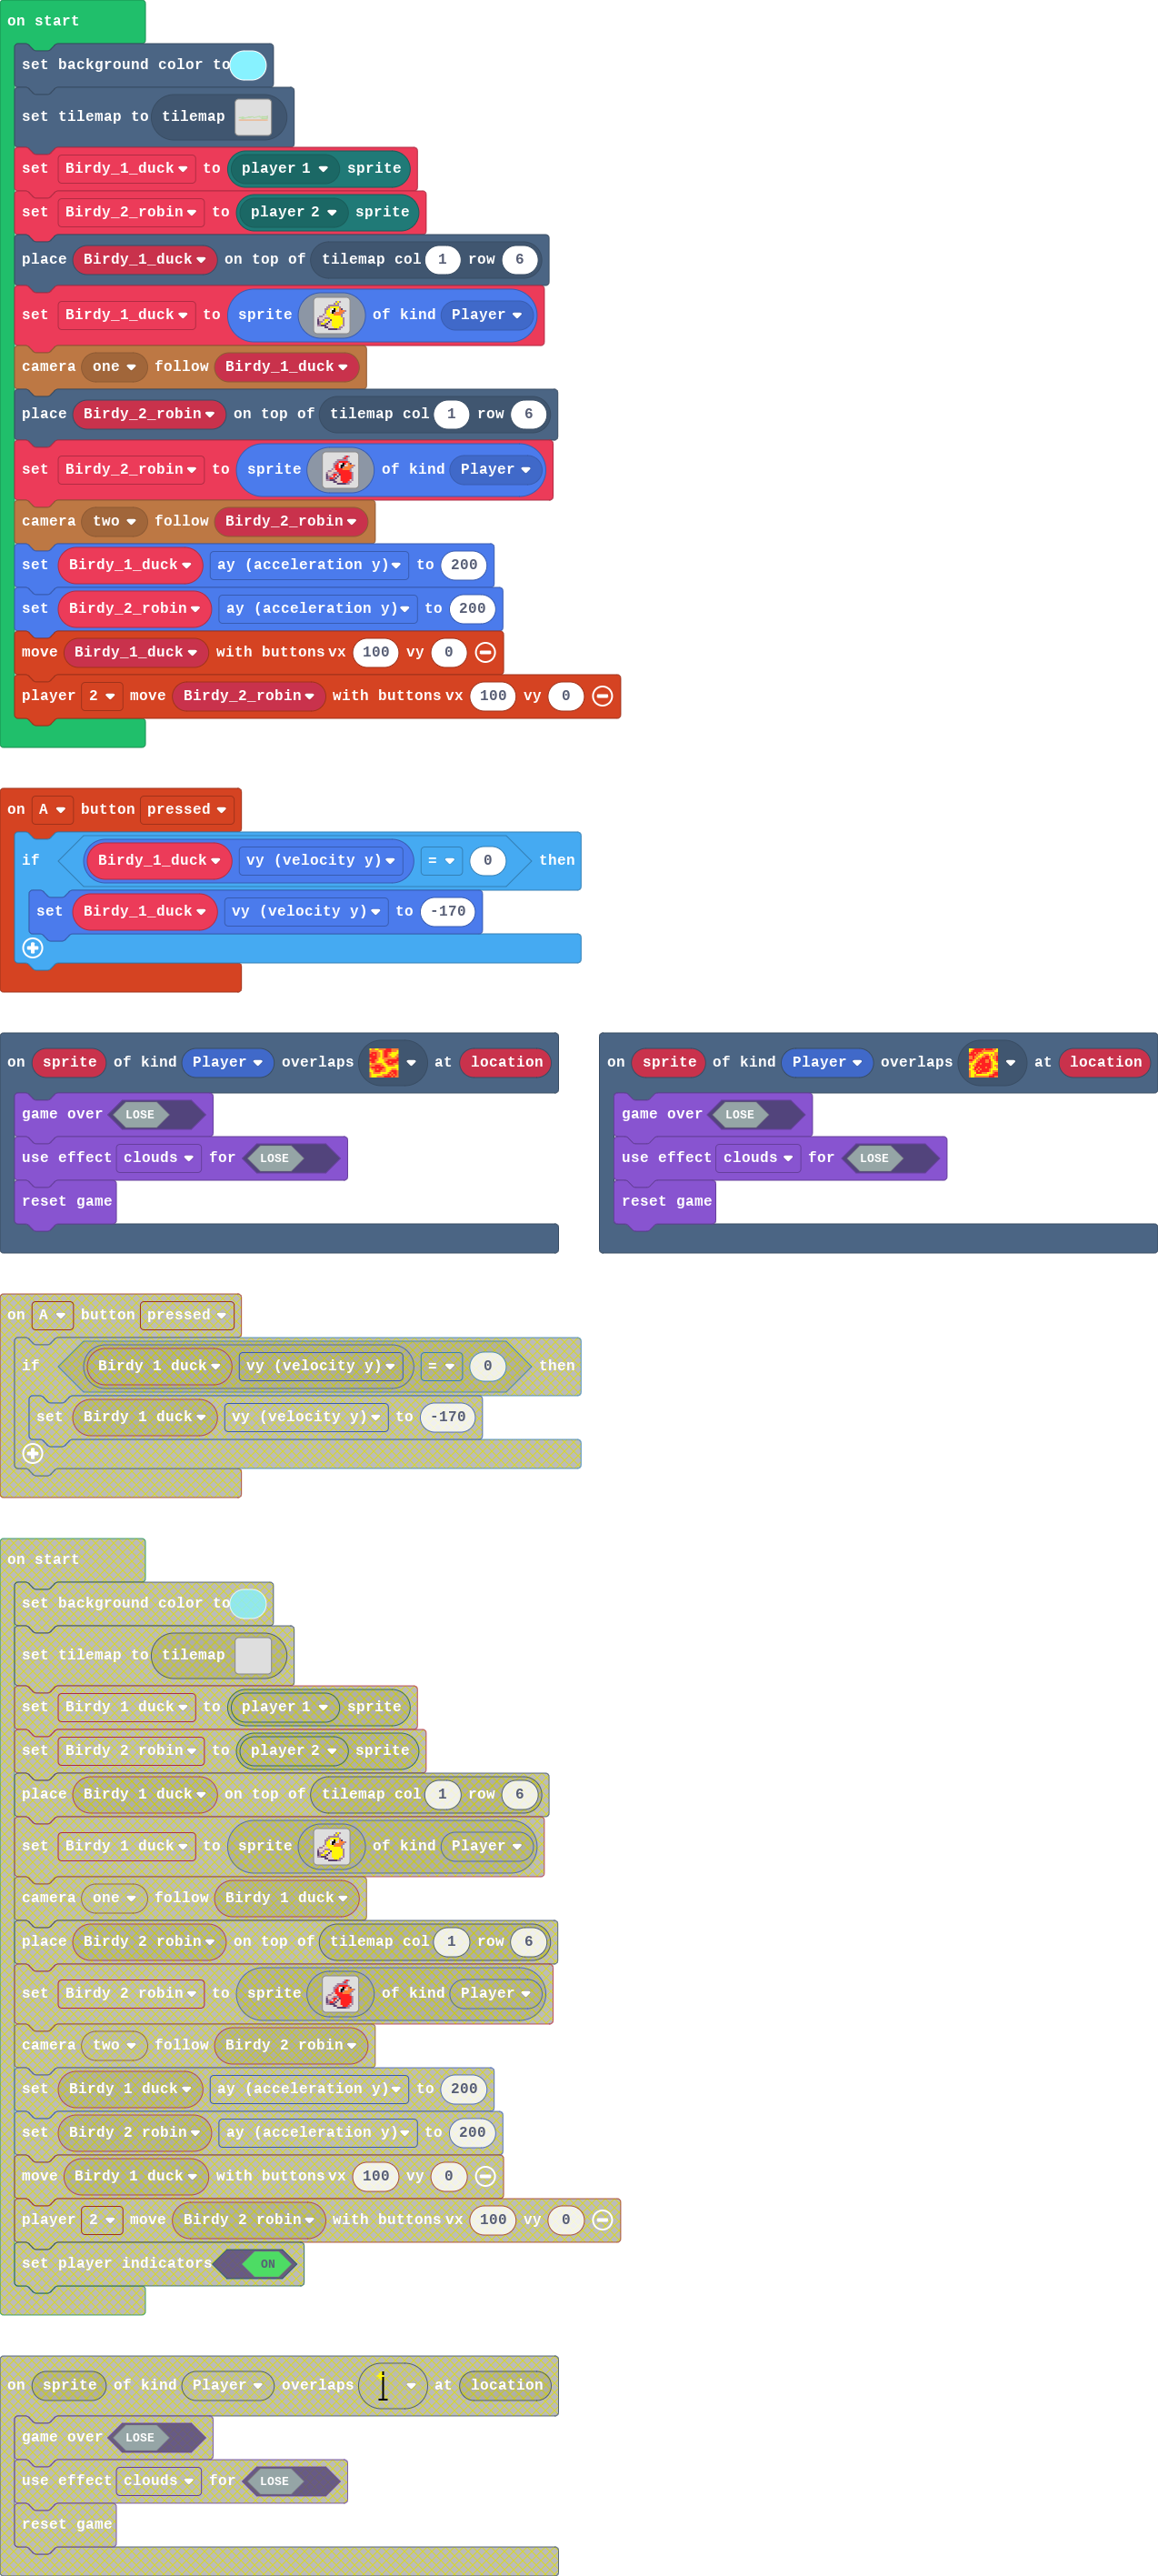 on start
set background color to
set tilemap to tilemap
set Birdy_1_duck to player 1 sprite
set Birdy_2_robin to player 2 sprite
place Birdy_1_duck on top of tilemap col 1 row 6
set Birdy_1_duck to sprite of kind Player
camera one follow Birdy_1_duck
place Birdy_2_robin on top of tilemap col 1 row 6
set Birdy_2_robin to sprite of kind Player
camera two follow Birdy_2_robin
set Birdy_1_duck ay (acceleration y) to 200
set Birdy_2_robin ay (acceleration y) to 200
move Birdy_1_duck with buttons vx 100 vy 0
player 2 move Birdy_2_robin with buttons vx 100 vy 0
on A button pressed
if Birdy_1_duck vy (velocity y) = 0 then
set Birdy_1_duck vy (velocity y) to -170
on sprite of kind Player overlaps at location
game over LOSE
use effect clouds for LOSE
reset game
on sprite of kind Player overlaps at location
game over LOSE
use effect clouds for LOSE
reset game
on A button pressed
if Birdy 1 duck vy (velocity y) = 0 then
set Birdy 1 duck vy (velocity y) to -170
on start
set background color to
set tilemap to tilemap
set Birdy 1 duck to player 1 sprite
set Birdy 2 robin to player 2 sprite
place Birdy 1 duck on top of tilemap col 1 row 6
set Birdy 1 duck to sprite of kind Player
camera one follow Birdy 1 duck
place Birdy 2 robin on top of tilemap col 1 row 6
set Birdy 2 robin to sprite of kind Player
camera two follow Birdy 2 robin
set Birdy 1 duck ay (acceleration y) to 200
set Birdy 2 robin ay (acceleration y) to 200
move Birdy 1 duck with buttons vx 100 vy 0
player 2 move Birdy 2 robin with buttons vx 100 vy 0
set player indicators ON
on sprite of kind Player overlaps at location
game over LOSE
use effect clouds for LOSE
reset game